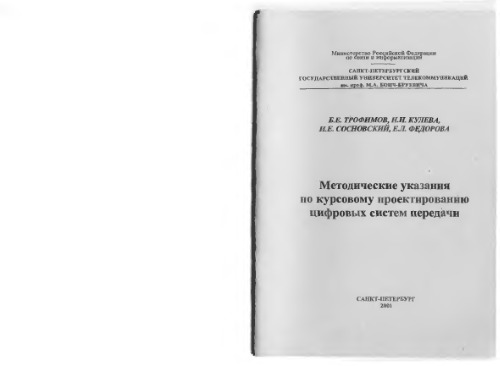 Министерство Российской Федерации
по связи и информатизации
САНКТ-ПЕТЕРБУРГСКИЙ
ГОСУДАРСТВЕННЫЙ УНИВЕРСИТЕТ ТЕЛЕКОММУНИКАЦИЙ
им. проф. М.А. БОНЧ-БРУЕВИЧА
Б.Е. ТРОФИМОВ, Н.Н. КУЛЕВА,
И.Е. СОСНОВСКИЙ, Е.Л. ФЕДОРОВА
Методические указания
по курсовому проектированию
цифровых систем передачи
САНКТ-ПЕТЕРБУРГ
2001